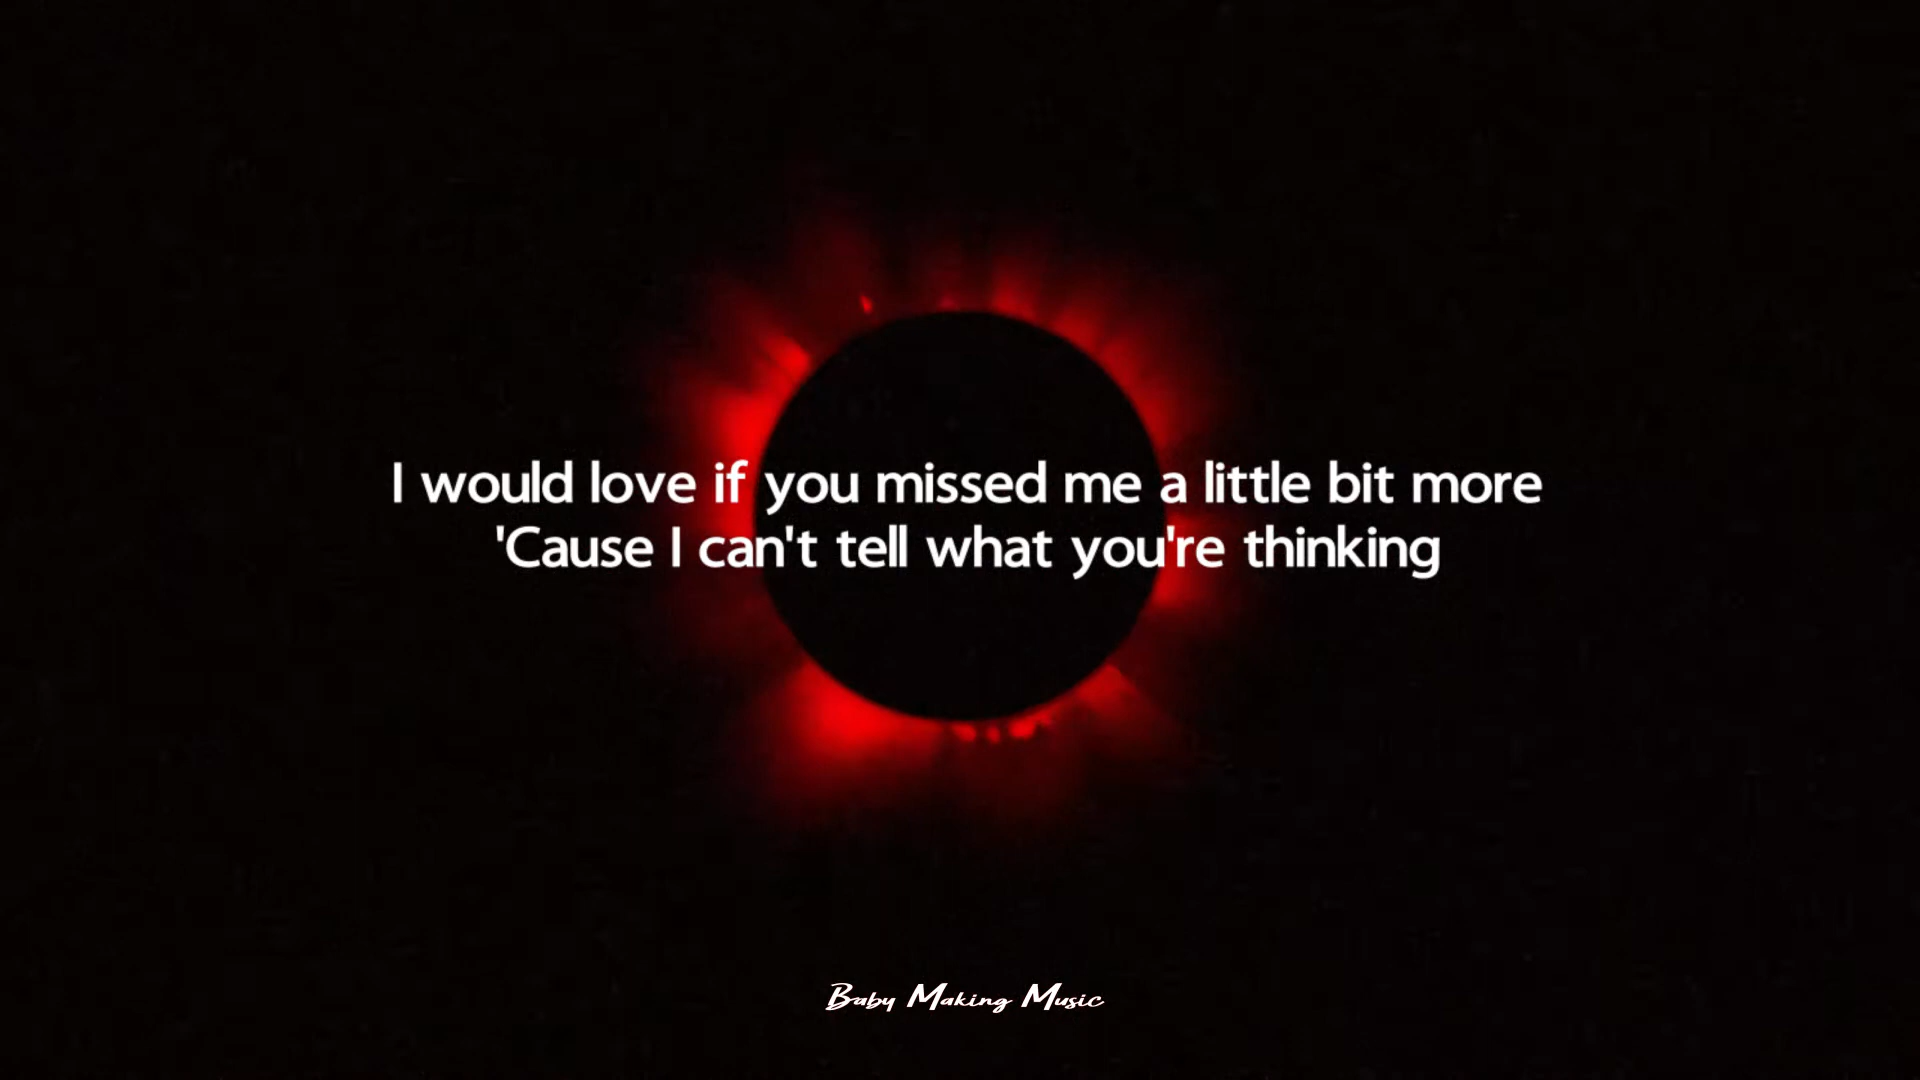 I would love if you missed me a little bit more
'Cause I can't tell what you're thinking
Baby Making Music